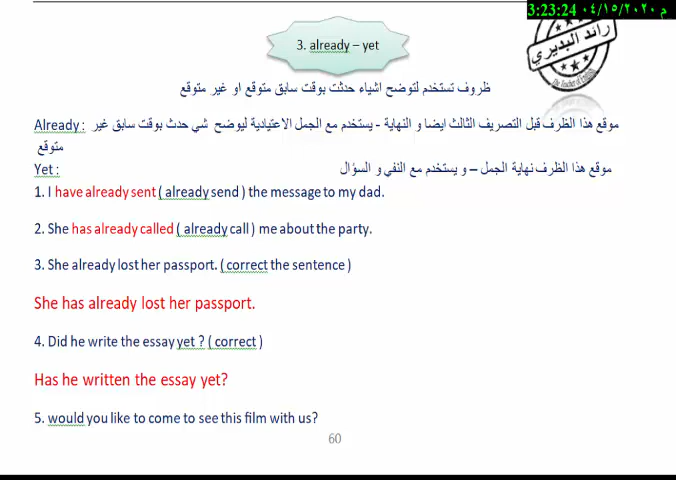 3:23:24 م ٠٤/١٥/٢٠٢٠
رائد البديري
The Teacher of English
3. already – yet
ظروف تستخدم لتوضح اشياء حدثت بوقت سابق متوقع او غير متوقع
Already : موقع هذا الظرف قبل التصريف الثالث ايضا و النهاية - يستخدم مع الجمل الاعتيادية ليوضح شي حدث بوقت سابق غير
متوقع
Yet : موقع هذا الظرف نهاية الجمل – و يستخدم مع النفي و السؤال
1. I have already sent ( already send ) the message to my dad.
2. She has already called ( already call ) me about the party.
3. She already lost her passport. ( correct the sentence )
She has already lost her passport.
4. Did he write the essay yet ? ( correct )
Has he written the essay yet?
5. would you like to come to see this film with us?
60